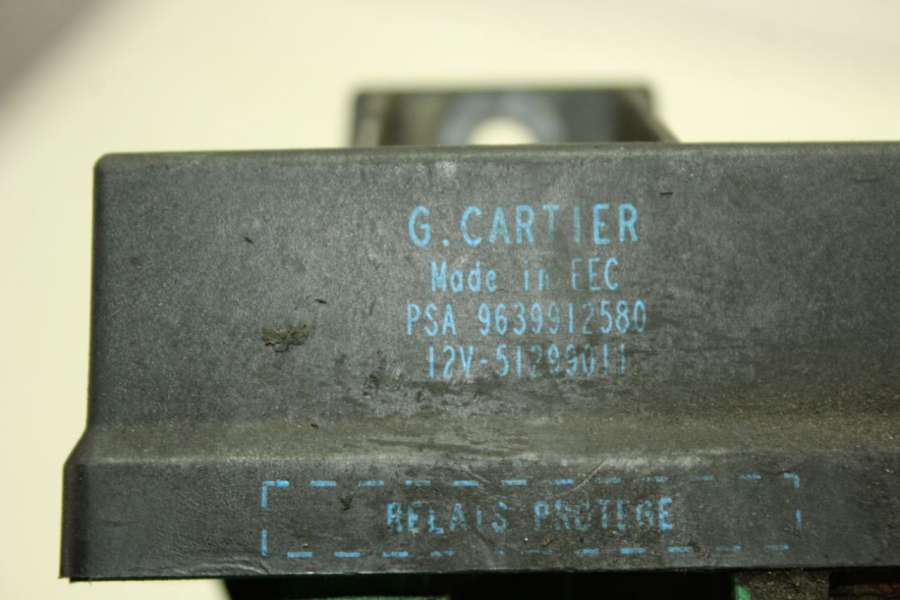 G. CARTIER
Made in EEC
PSA 9639912580
12V-51299011
RELAIS PROTEGE